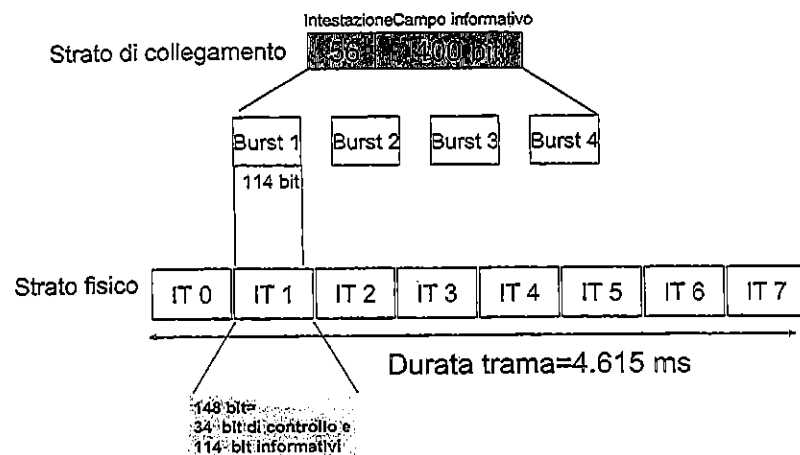 IntestazioneCampo informativo
Strato di collegamento
56 400 bit
Burst 1 Burst 2 Burst 3 Burst 4
114 bit
Strato fisico
IT 0 IT 1 IT 2 IT 3 IT 4 IT 5 IT 6 IT 7
Durata trama=4.615 ms
148 bit=
34 bit di controllo e
114 bit informativi